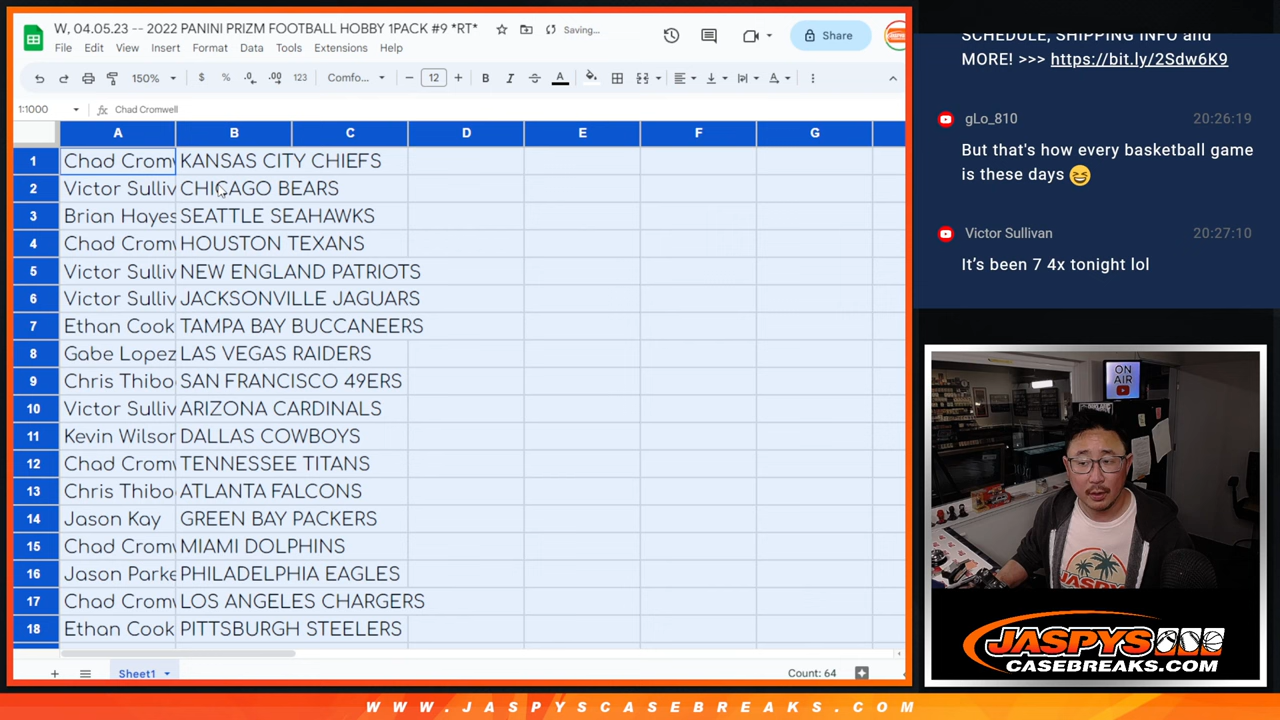 W, 04.05.23 -- 2022 PANINI PRIZM FOOTBALL HOBBY 1PACK #9 *RT*
Saving...
File Edit View Insert Format Data Tools Extensions Help
Share
150% $ % .0 .00 123 Comfo... − 12 + B I A
1:1000 fx Chad Cromwell
A B C D E F G
1 Chad Crom KANSAS CITY CHIEFS
2 Victor Sulliv CHICAGO BEARS
3 Brian Hayes SEATTLE SEAHAWKS
4 Chad Crom HOUSTON TEXANS
5 Victor Sulliv NEW ENGLAND PATRIOTS
6 Victor Sulliv JACKSONVILLE JAGUARS
7 Ethan Cook TAMPA BAY BUCCANEERS
8 Gabe Lopez LAS VEGAS RAIDERS
9 Chris Thibo SAN FRANCISCO 49ERS
10 Victor Sulliv ARIZONA CARDINALS
11 Kevin Wilson DALLAS COWBOYS
12 Chad Crom TENNESSEE TITANS
13 Chris Thibo ATLANTA FALCONS
14 Jason Kay GREEN BAY PACKERS
15 Chad Crom MIAMI DOLPHINS
16 Jason Parke PHILADELPHIA EAGLES
17 Chad Crom LOS ANGELES CHARGERS
18 Ethan Cook PITTSBURGH STEELERS
+ Sheet1 Count: 64
SCHEDULE, SHIPPING INFO and
MORE! >>> https://bit.ly/2Sdw6K9
gLo_810 20:26:19
But that's how every basketball game
is these days 😆
Victor Sullivan 20:27:10
It's been 7 4x tonight lol
ON
AIR
JASPYS
JASPYS
CASEBREAKS.COM
WWW.JASPYSCASEBREAKS.COM